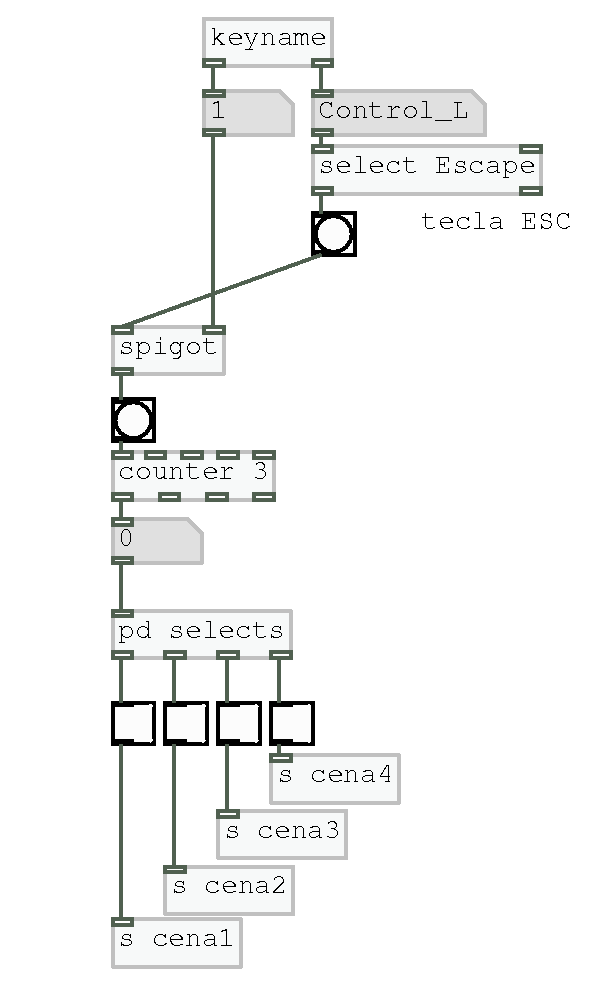 keyname
1
Control_L
select Escape
tecla ESC
spigot
counter 3
0
pd selects
s cena4
s cena3
s cena2
s cena1